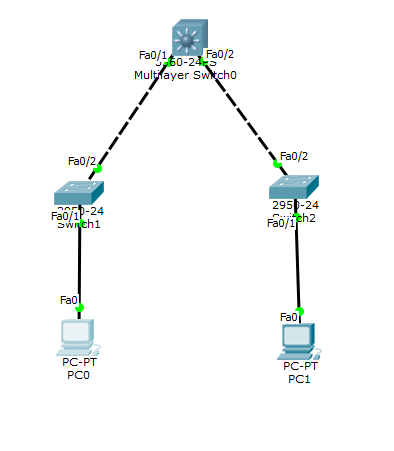 Fa0/1
Fa0/2
3560-24PS
Multilayer Switch0
Fa0/2
Fa0/2
2950-24
Fa0/1
Switch1
2950-24
Switch2
Fa0/1
Fa0
Fa0
PC-PT
PC0
PC-PT
PC1